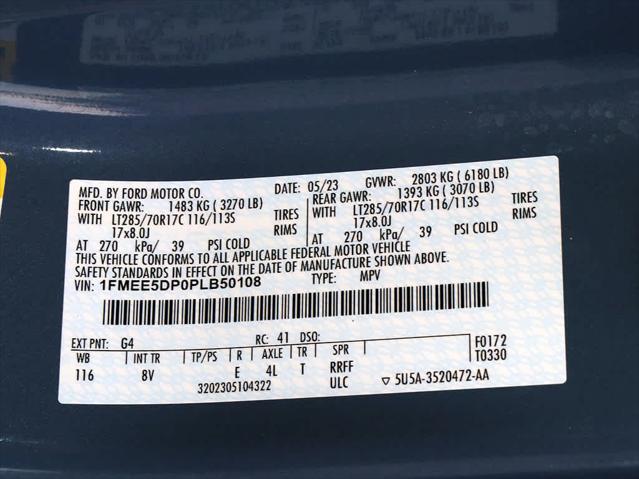 MFD. BY FORD MOTOR CO. DATE: 05/23 GVWR: 2803 KG ( 6180 LB)
FRONT GAWR: 1483 KG ( 3270 LB) REAR GAWR: 1393 KG ( 3070 LB)
WITH LT285/70R17C 116/113S TIRES WITH LT285/70R17C 116/113S TIRES
17x8.0J RIMS 17x8.0J RIMS
AT 270 kPa/ 39 PSI COLD AT 270 kPa/ 39 PSI COLD
THIS VEHICLE CONFORMS TO ALL APPLICABLE FEDERAL MOTOR VEHICLE
SAFETY STANDARDS IN EFFECT ON THE DATE OF MANUFACTURE SHOWN ABOVE.
VIN: 1FMEE5DP0PLB50108 TYPE: MPV
EXT PNT: G4 RC: 41 DSO: F0172
WB INT TR TP/PS R AXLE TR SPR T0330
116 8V E 4L T RRFF
3202305104322 ULC ▽ 5U5A-3520472-AA